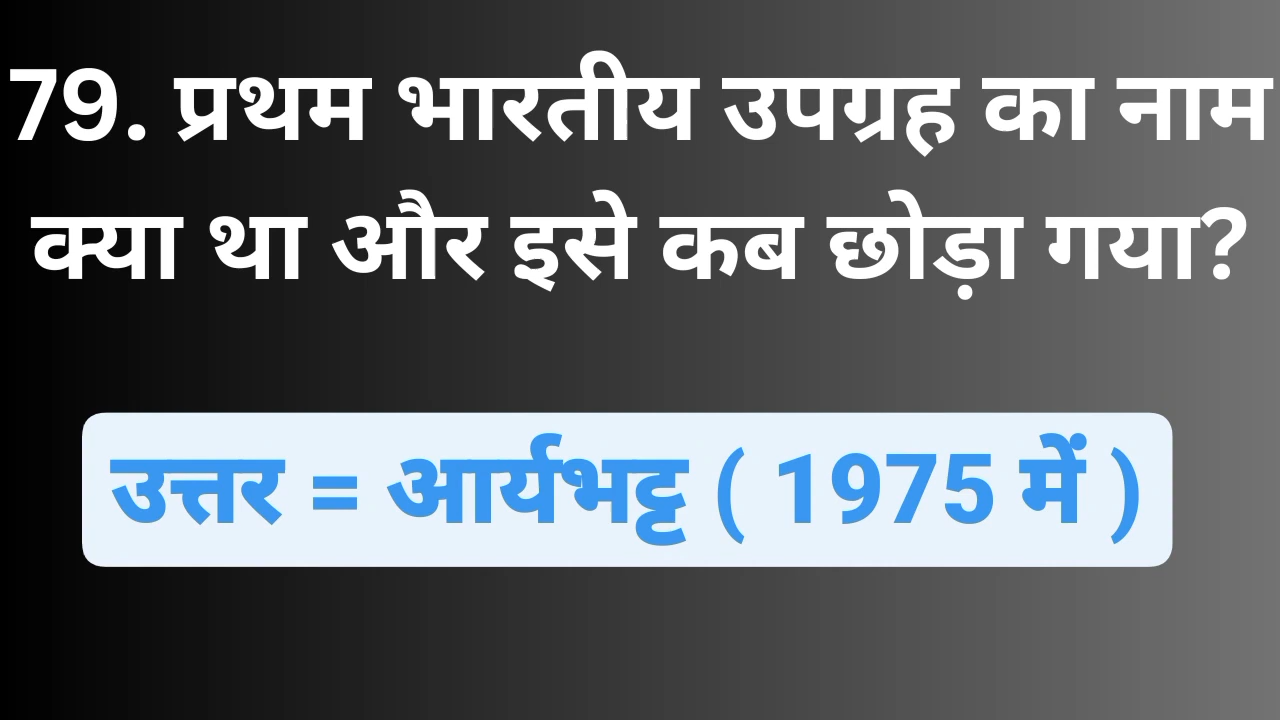 79. प्रथम भारतीय उपग्रह का नाम
क्या था और इसे कब छोड़ा गया?
उत्तर = आर्यभट्ट ( 1975 में )